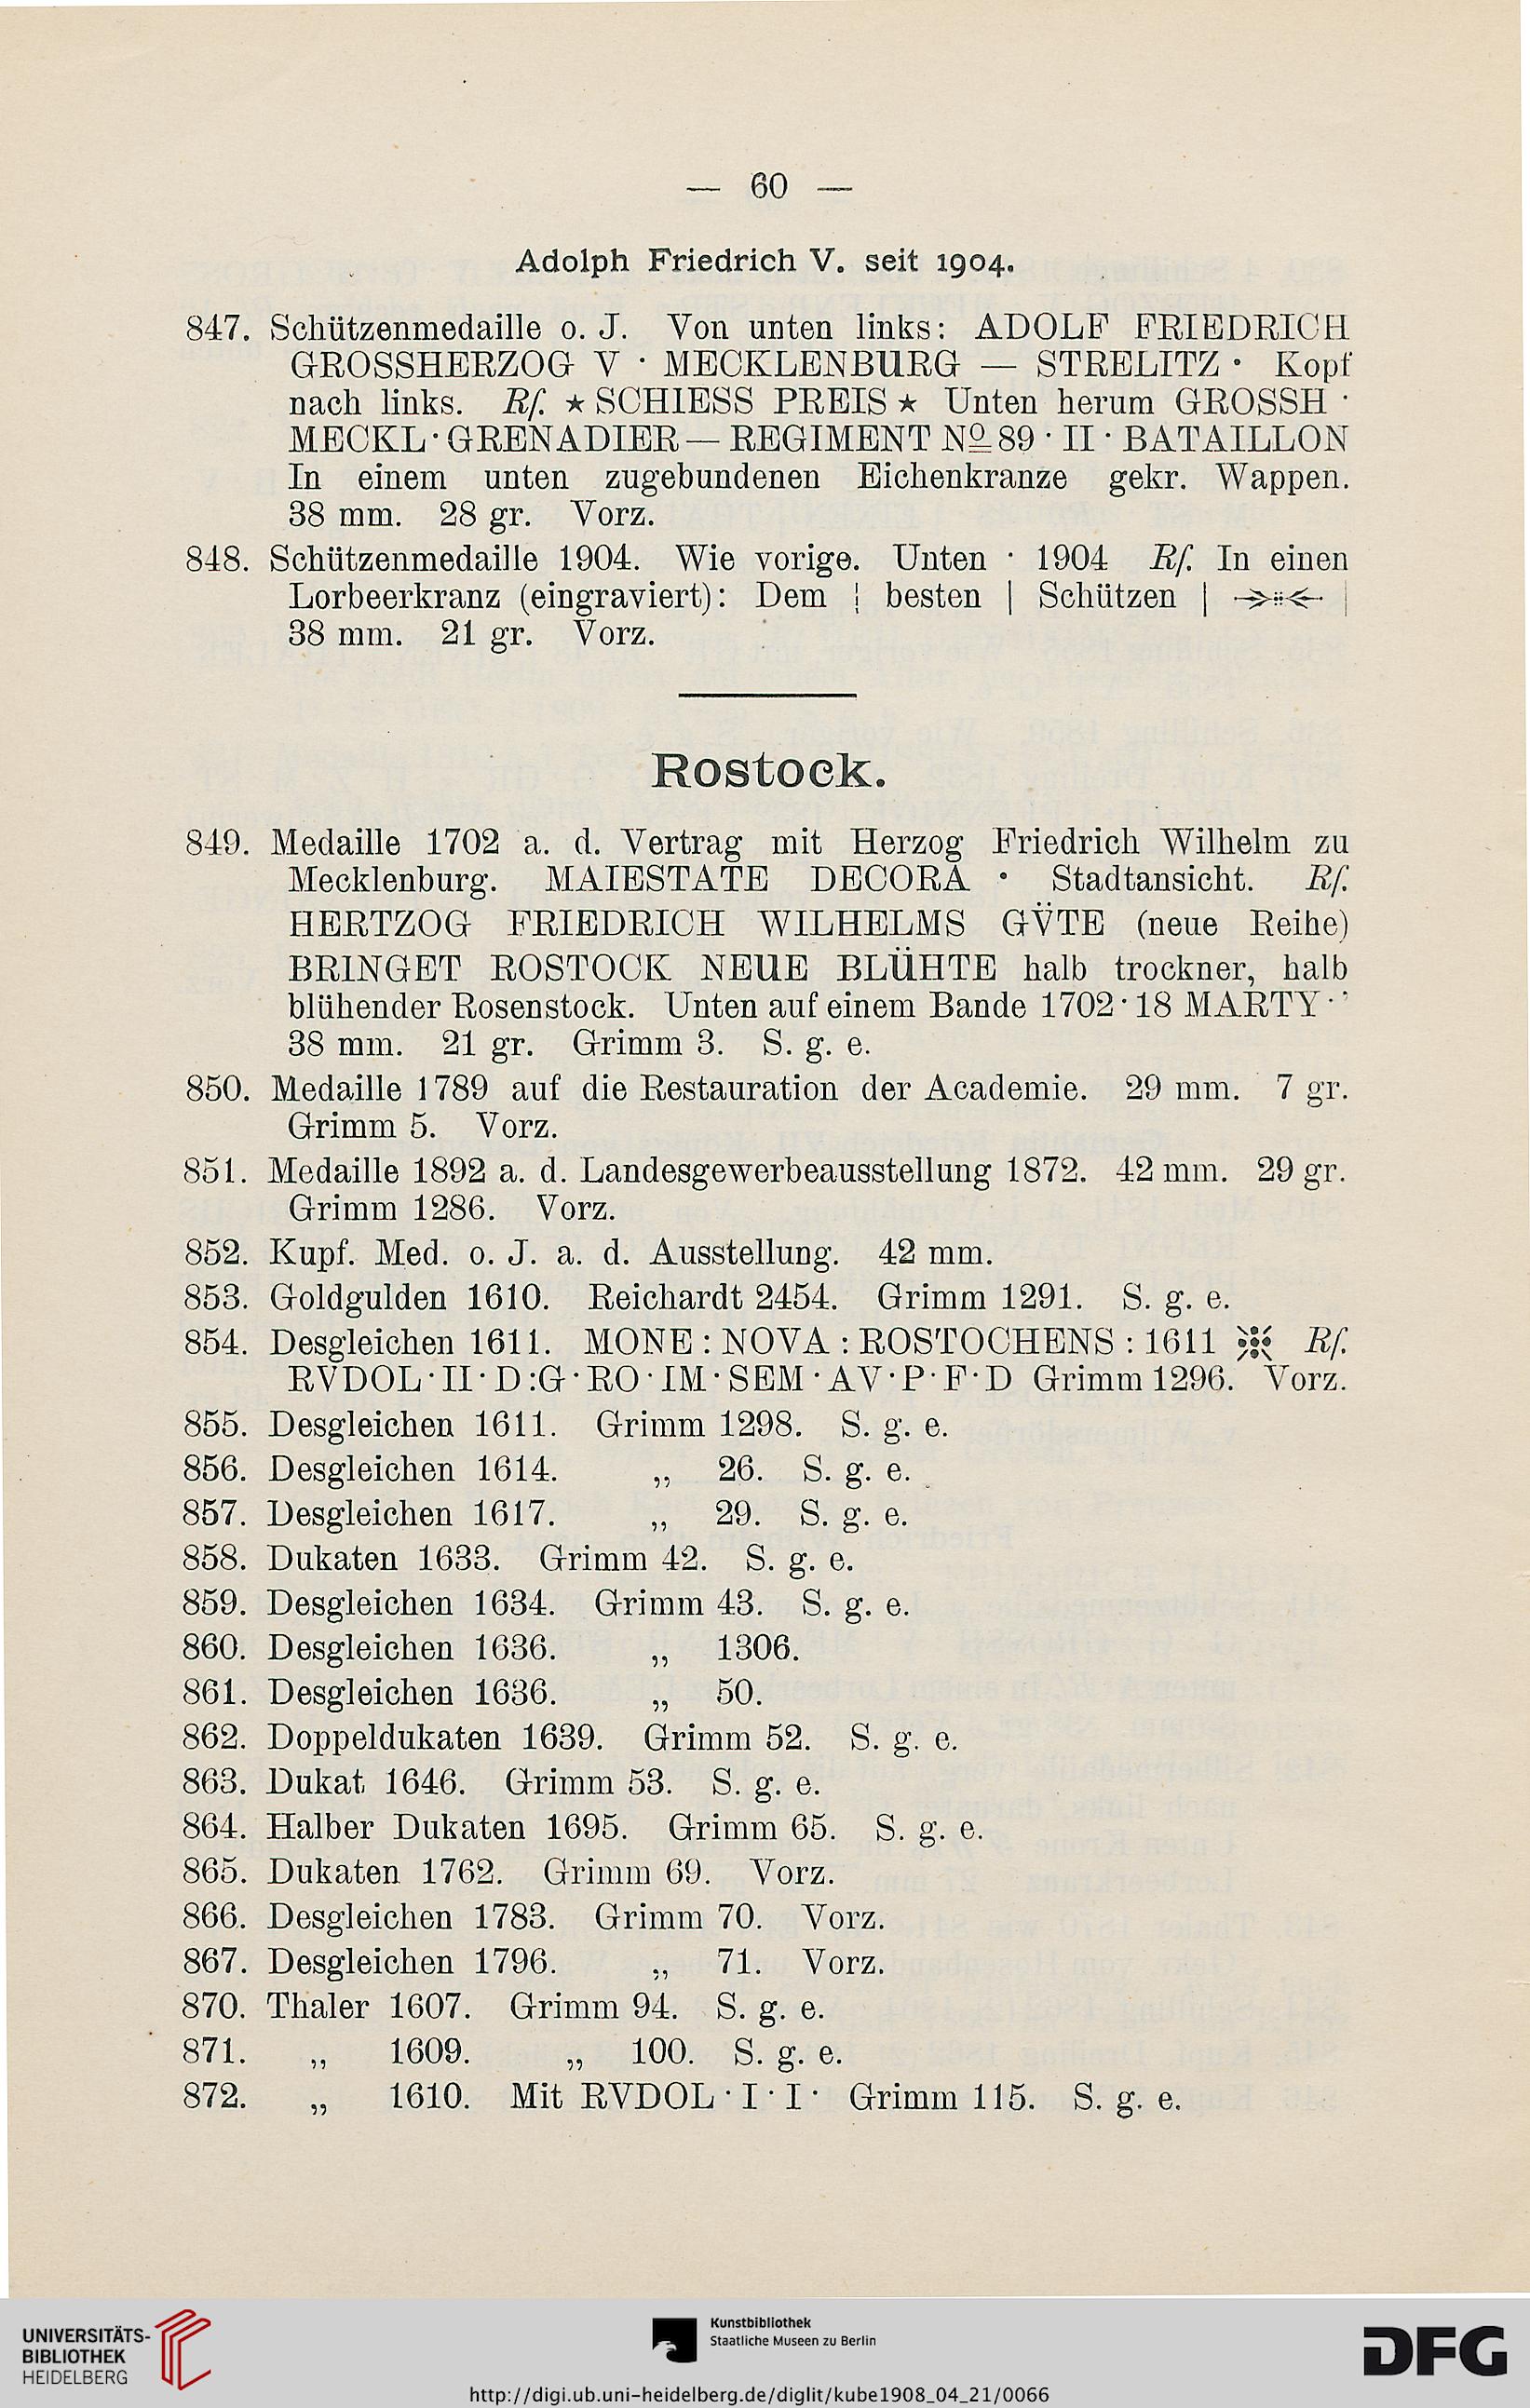 — 60 —
Adolph Friedrich V. seit 1904.
847. Schützenmedaille o. J. Von unten links: ADOLF FRIEDRICH
GROSSHERZOG V · MECKLENBURG — STRELITZ · Kopf
nach links. Rf. ★ SCHIESS PREIS ★ Unten herum GROSSH ·
MECKL · GRENADIER — REGIMENT No 89 · II · BATAILLON
In einem unten zugebundenen Eichenkranze gekr. Wappen.
38 mm. 28 gr. Vorz.
848. Schützenmedaille 1904. Wie vorige. Unten · 1904 Rf. In einen
Lorbeerkranz (eingraviert): Dem | besten | Schützen | |
38 mm. 21 gr. Vorz.
Rostock.
849. Medaille 1702 a. d. Vertrag mit Herzog Friedrich Wilhelm zu
Mecklenburg. MAIESTATE DECORA · Stadtansicht. Rf.
HERTZOG FRIEDRICH WILHELMS GV̈TE (neue Reihe)
BRINGET ROSTOCK NEUE BLÜHTE halb trockner, halb
blühender Rosenstock. Unten auf einem Bande 1702 · 18 MARTY · '
38 mm. 21 gr. Grimm 3. S. g. e.
850. Medaille 1789 auf die Restauration der Academie. 29 mm. 7 gr.
Grimm 5. Vorz.
851. Medaille 1892 a. d. Landesgewerbeausstellung 1872. 42 mm. 29 gr.
Grimm 1286. Vorz.
852. Kupf. Med. o. J. a. d. Ausstellung. 42 mm.
853. Goldgulden 1610. Reichardt 2454. Grimm 1291. S. g. e.
854. Desgleichen 1611. MONE : NOVA : ROSTOCHENS : 1611 ※ Rf.
RVDOL · II · D : G · RO · IM · SEM · AV · P · F · D Grimm 1296. Vorz.
855. Desgleichen 1611. Grimm 1298. S. g. e.
856. Desgleichen 1614. „ 26. S. g. e.
857. Desgleichen 1617. „ 29. S. g. e.
858. Dukaten 1633. Grimm 42. S. g. e.
859. Desgleichen 1634. Grimm 43. S. g. e.
860. Desgleichen 1636. „ 1306.
861. Desgleichen 1636. „ 50.
862. Doppeldukaten 1639. Grimm 52. S. g. e.
863. Dukat 1646. Grimm 53. S. g. e.
864. Halber Dukaten 1695. Grimm 65. S. g. e.
865. Dukaten 1762. Grimm 69. Vorz.
866. Desgleichen 1783. Grimm 70. Vorz.
867. Desgleichen 1796. „ 71. Vorz.
870. Thaler 1607. Grimm 94. S. g. e.
871. „ 1609. „ 100. S. g. e.
872. „ 1610. Mit RVDOL · I · I · Grimm 115. S. g. e.
UNIVERSITÄTS-
BIBLIOTHEK
HEIDELBERG
Kunstbibliothek
Staatliche Museen zu Berlin
DFG
http://digi.ub.uni-heidelberg.de/diglit/kube1908_04_21/0066